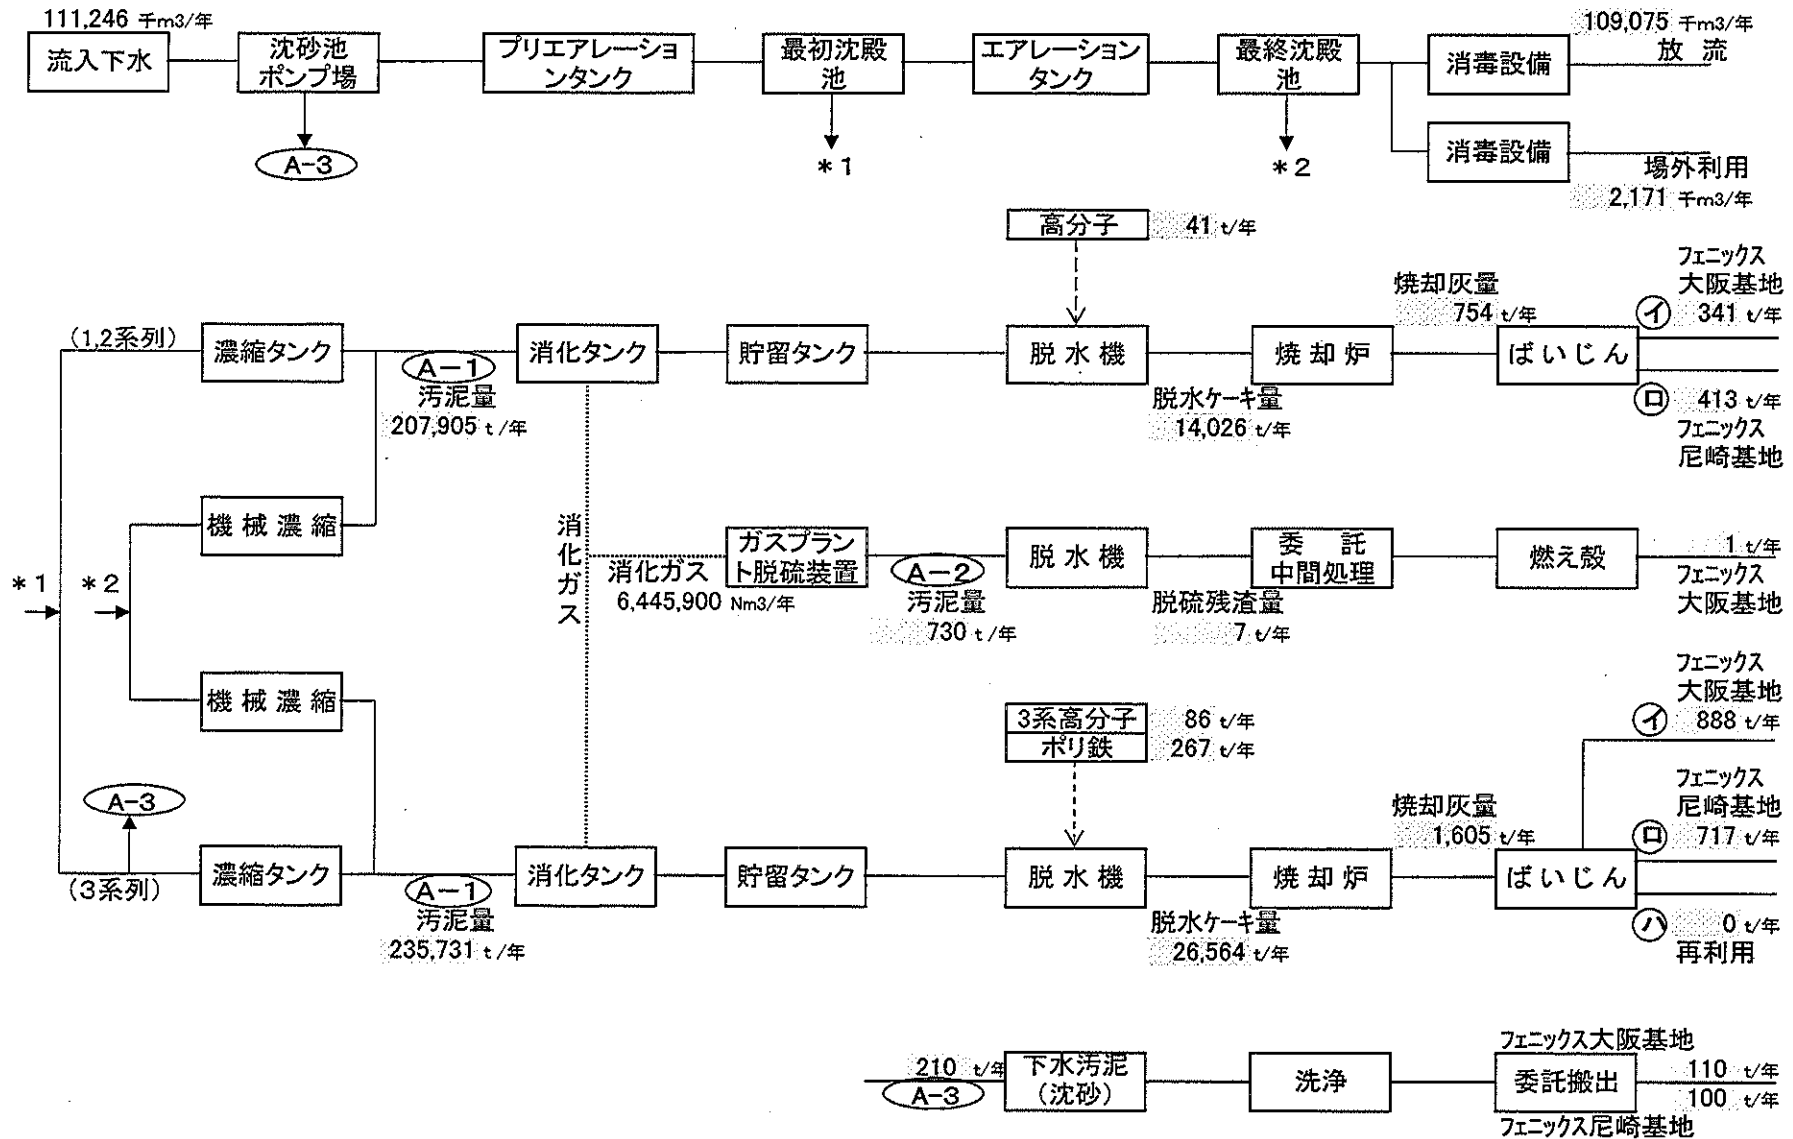 111,246 千m3/年
流入下水
沈砂池
ポンプ場
プリエアレーショ
ンタンク
最初沈殿
池
エアレーション
タンク
最終沈殿
池
消毒設備
109,075 千m3/年
放 流
A-3
*1
*2
消毒設備
場外利用
2,171 千m3/年
高分子
41 t/年
(1,2系列)
濃縮タンク
A-1
汚泥量
207,905 t/年
消化タンク
貯留タンク
脱水機
脱水ケーキ量
14,026 t/年
焼却炉
焼却灰量
754 t/年
ばいじん
フェニックス
大阪基地
イ 341 t/年
ロ 413 t/年
フェニックス
尼崎基地
*1
*2
機械濃縮
消化ガス
消化ガス
6,445,900 Nm3/年
ガスプラン
ト脱硫装置
A-2
汚泥量
730 t/年
脱水機
脱硫残渣量
7 t/年
委 託
中間処理
燃え殻
1 t/年
フェニックス
大阪基地
機械濃縮
3系高分子
86 t/年
ポリ鉄
267 t/年
フェニックス
大阪基地
イ 888 t/年
A-3
(3系列)
濃縮タンク
A-1
汚泥量
235,731 t/年
消化タンク
貯留タンク
脱水機
脱水ケーキ量
26,564 t/年
焼却炉
焼却灰量
1,605 t/年
ばいじん
フェニックス
尼崎基地
ロ 717 t/年
ハ 0 t/年
再利用
210 t/年
A-3
下水汚泥
(沈砂)
洗浄
フェニックス大阪基地
委託搬出
110 t/年
100 t/年
フェニックス尼崎基地